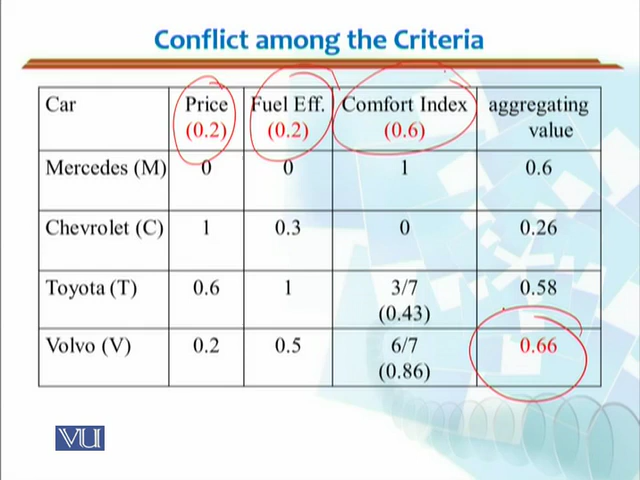 Conflict among the Criteria
Car Price (0.2) Fuel Eff. (0.2) Comfort Index (0.6) aggregating value
Mercedes (M) 0 0 1 0.6
Chevrolet (C) 1 0.3 0 0.26
Toyota (T) 0.6 1 3/7 (0.43) 0.58
Volvo (V) 0.2 0.5 6/7 (0.86) 0.66
VU